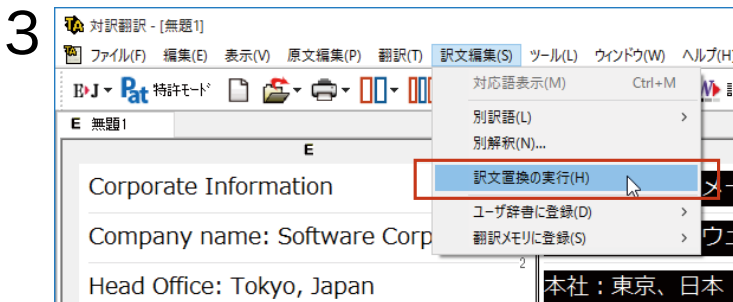 3
対訳翻訳 - [無題1]
ファイル(F) 編集(E) 表示(V) 原文編集(P) 翻訳(T) 訳文編集(S) ツール(L) ウィンドウ(W) ヘルプ(H)
E›J Pat 特許モード
対応語表示(M) Ctrl+M
別訳語(L)
別解釈(N)...
訳文置換の実行(H)
ユーザ辞書に登録(D)
翻訳メモリに登録(S)
E 無題1
E
Corporate Information
Company name: Software Corp
2
Head Office: Tokyo, Japan
本社：東京、日本